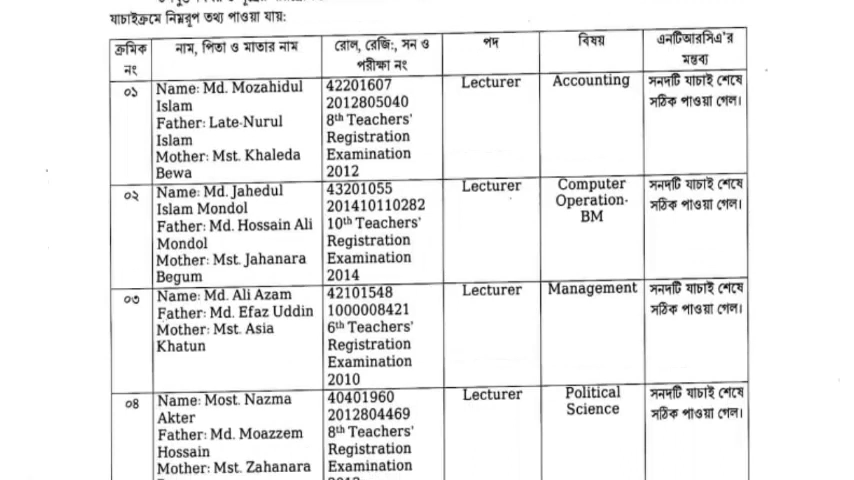 যাচাইক্রমে নিম্নরূপ তথ্য পাওয়া যায়:
ক্রমিক নং
নাম, পিতা ও মাতার নাম
রোল, রেজি:, সন ও
পরীক্ষা নং
পদ
বিষয়
এনটিআরসিএ'র
মন্তব্য
০১
Name: Md. Mozahidul
Islam
Father: Late-Nurul
Islam
Mother: Mst. Khaleda
Bewa
42201607
2012805040
8th Teachers'
Registration
Examination
2012
Lecturer
Accounting
সনদটি যাচাই শেষে
সঠিক পাওয়া গেল।
০২
Name: Md. Jahedul
Islam Mondol
Father: Md. Hossain Ali
Mondol
Mother: Mst. Jahanara
Begum
43201055
201410110282
10th Teachers'
Registration
Examination
2014
Lecturer
Computer
Operation-
BM
সনদটি যাচাই শেষে
সঠিক পাওয়া গেল।
০৩
Name: Md. Ali Azam
Father: Md. Efaz Uddin
Mother: Mst. Asia
Khatun
42101548
1000008421
6th Teachers'
Registration
Examination
2010
Lecturer
Management
সনদটি যাচাই শেষে
সঠিক পাওয়া গেল।
০৪
Name: Most. Nazma
Akter
Father: Md. Moazzem
Hossain
Mother: Mst. Zahanara
40401960
2012804469
8th Teachers'
Registration
Examination
Lecturer
Political
Science
সনদটি যাচাই শেষে
সঠিক পাওয়া গেল।